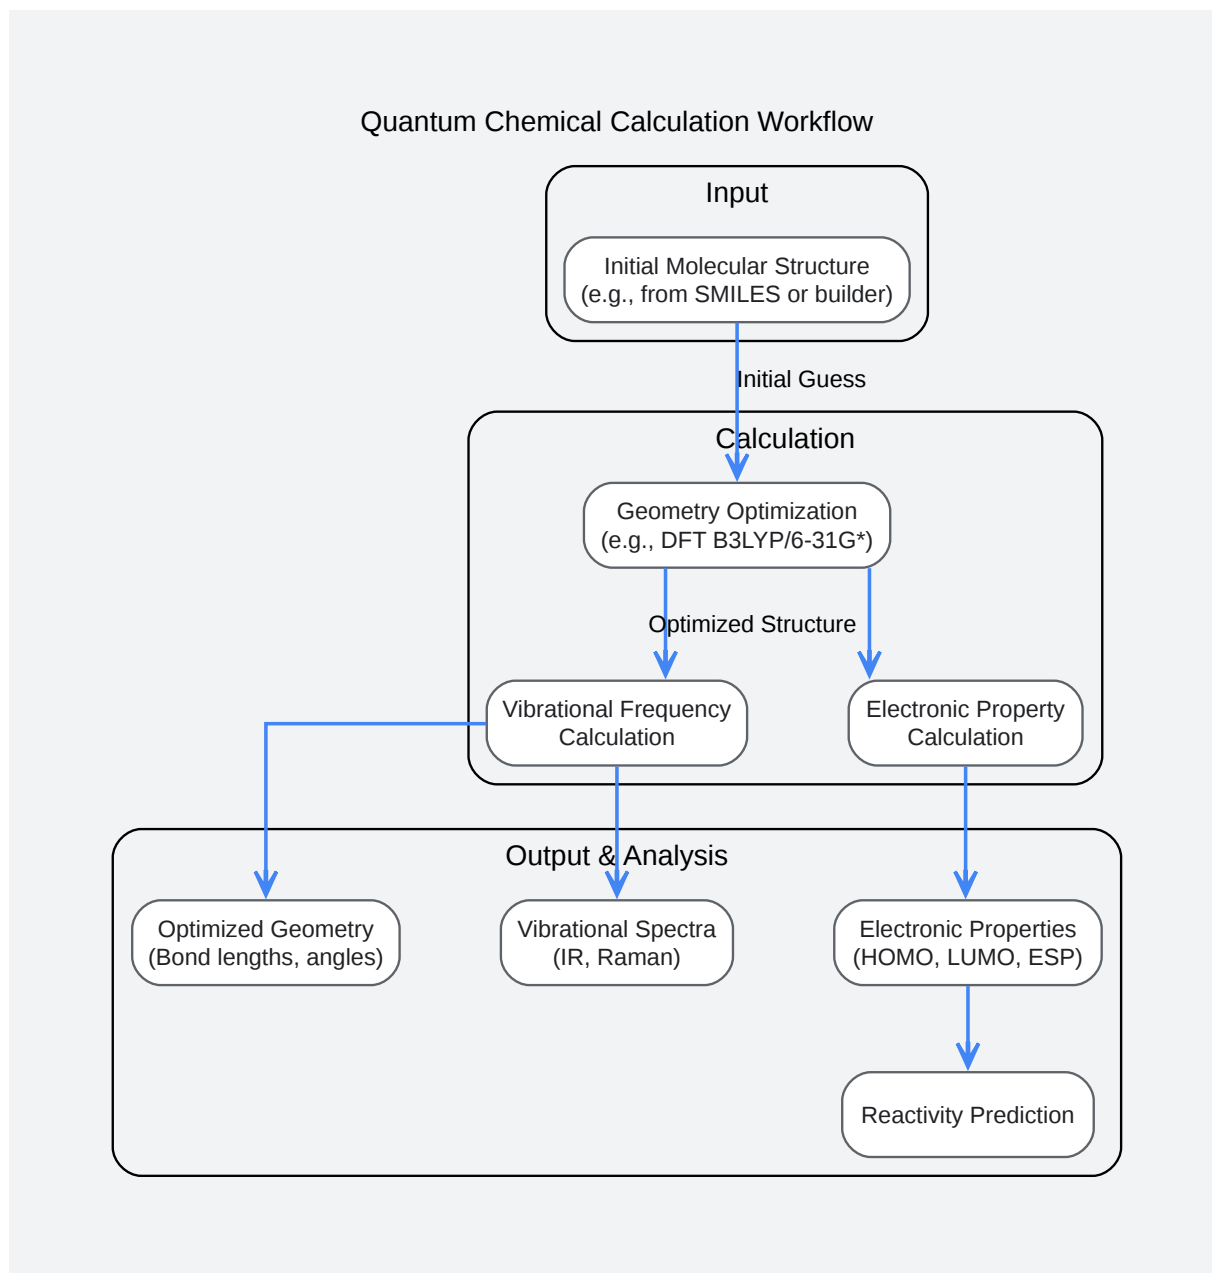 Quantum Chemical Calculation Workflow
Input
Initial Molecular Structure
(e.g., from SMILES or builder)
Initial Guess
Calculation
Geometry Optimization
(e.g., DFT B3LYP/6-31G*)
Optimized Structure
Vibrational Frequency
Calculation
Electronic Property
Calculation
Output & Analysis
Optimized Geometry
(Bond lengths, angles)
Vibrational Spectra
(IR, Raman)
Electronic Properties
(HOMO, LUMO, ESP)
Reactivity Prediction